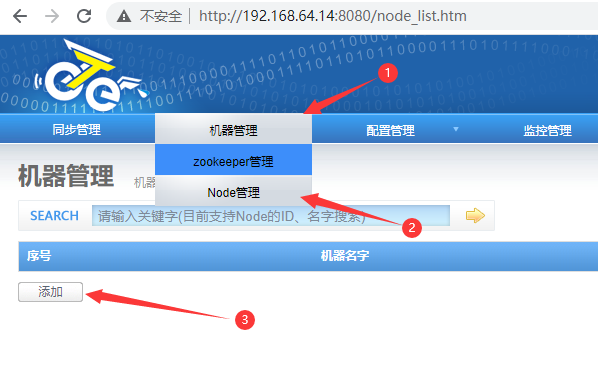 不安全 | http://192.168.64.14:8080/node_list.htm
eTe
1
同步管理 机器管理 配置管理 监控管理
zookeeper管理
机器管理 机器
Node管理
2
SEARCH 请输入关键字(目前支持Node的ID、名字搜索)
序号 机器名字
添加
3